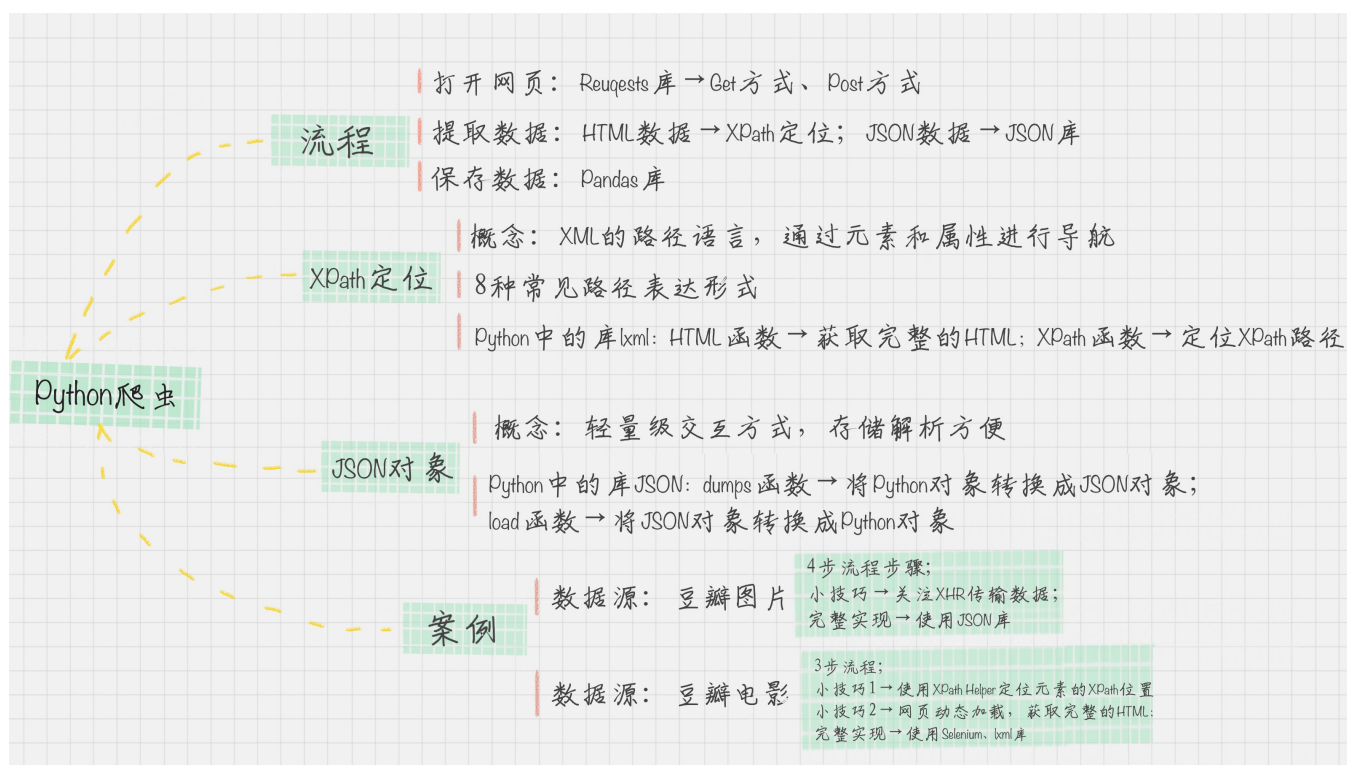 打开网页：Reuqests库→Get方式、Post方式
流程
提取数据：HTML数据→XPath定位；JSON数据→JSON库
保存数据：Pandas库
概念：XML的路径语言，通过元素和属性进行导航
XPath定位
8种常见路径表达形式
Python中的库lxml：HTML函数→获取完整的HTML；XPath函数→定位XPath路径
Python爬虫
概念：轻量级交互方式，存储解析方便
JSON对象
Python中的库JSON：dumps函数→将Python对象转换成JSON对象；
load函数→将JSON对象转换成Python对象
案例
数据源：豆瓣图片
4步流程步骤；
小技巧→关注XHR传输数据；
完整实现→使用JSON库
数据源：豆瓣电影
3步流程；
小技巧1→使用XPath Helper定位元素的XPath位置
小技巧2→网页动态加载，获取完整的HTML；
完整实现→使用Selenium、lxml库